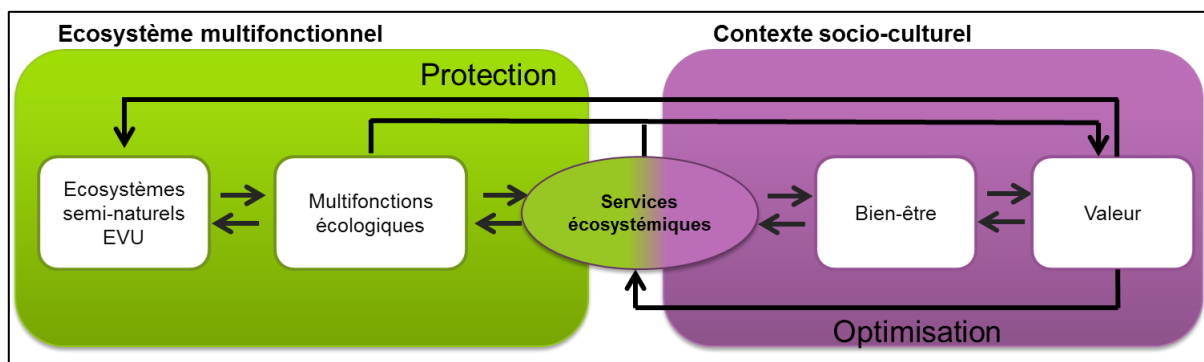 Ecosystème multifonctionnel
Contexte socio-culturel
Protection
Ecosystèmes
semi-naturels
EVU
Multifonctions
écologiques
Services
écosystémiques
Bien-être
Valeur
Optimisation